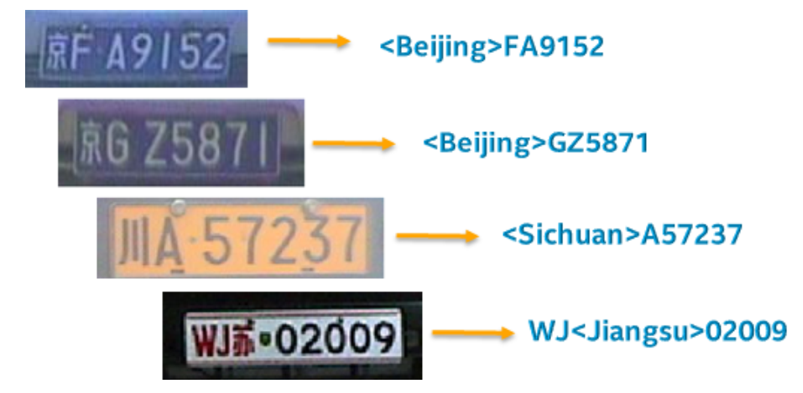 京F·A9152 <Beijing>FA9152
京G Z5871 <Beijing>GZ5871
川A·57237 <Sichuan>A57237
WJ苏·02009 WJ<Jiangsu>02009